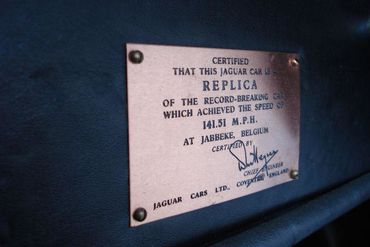 CERTIFIED
THAT THIS JAGUAR CAR IS A
REPLICA
OF THE RECORD-BREAKING CAR
WHICH ACHIEVED THE SPEED OF
141.51 M.P.H.
AT JABBEKE, BELGIUM
CERTIFIED BY
CHIEF ENGINEER
JAGUAR CARS LTD., COVENTRY, ENGLAND